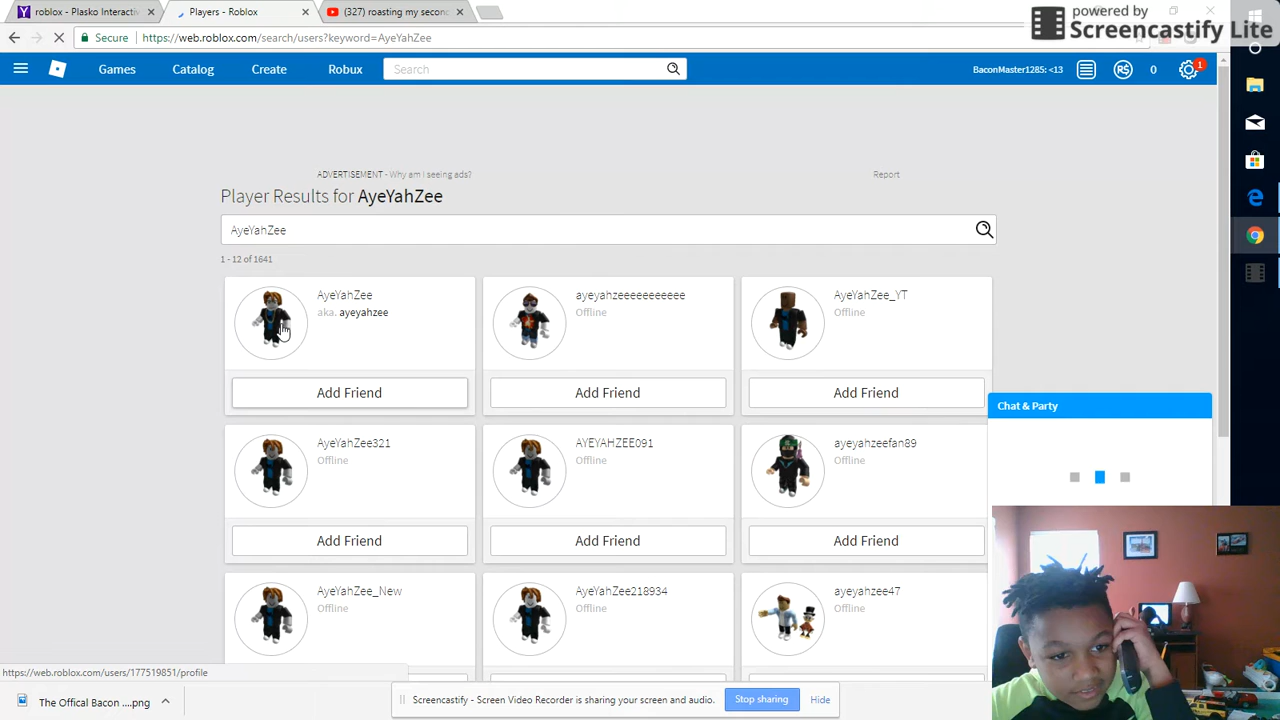 roblox - Plasko Interactiv
Players - Roblox
(327) roasting my second
powered by
Screencastify Lite
Secure
https://web.roblox.com/search/users?keyword=AyeYahZee
Games
Catalog
Create
Robux
Search
BaconMaster1285: <13
R$
0
1
ADVERTISEMENT - Why am I seeing ads?
Report
Player Results for AyeYahZee
AyeYahZee
1 - 12 of 1641
AyeYahZee
aka. ayeyahzee
Add Friend
ayeyahzeeeeeeeeeee
Offline
Add Friend
AyeYahZee_YT
Offline
Add Friend
AyeYahZee321
Offline
Add Friend
AYEYAHZEE091
Offline
Add Friend
ayeyahzeefan89
Offline
Add Friend
AyeYahZee_New
Offline
AyeYahZee218934
Offline
ayeyahzee47
Offline
Chat & Party
https://web.roblox.com/users/177519851/profile
The Offical Bacon ....png
Screencastify - Screen Video Recorder is sharing your screen and audio.
Stop sharing
Hide